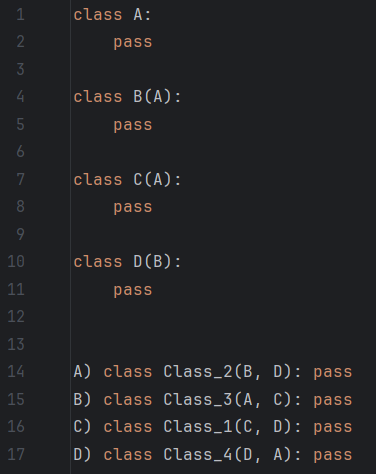 1 class A:
2     pass
3
4 class B(A):
5     pass
6
7 class C(A):
8     pass
9
10 class D(B):
11     pass
12
13
14 A) class Class_2(B, D): pass
15 B) class Class_3(A, C): pass
16 C) class Class_1(C, D): pass
17 D) class Class_4(D, A): pass